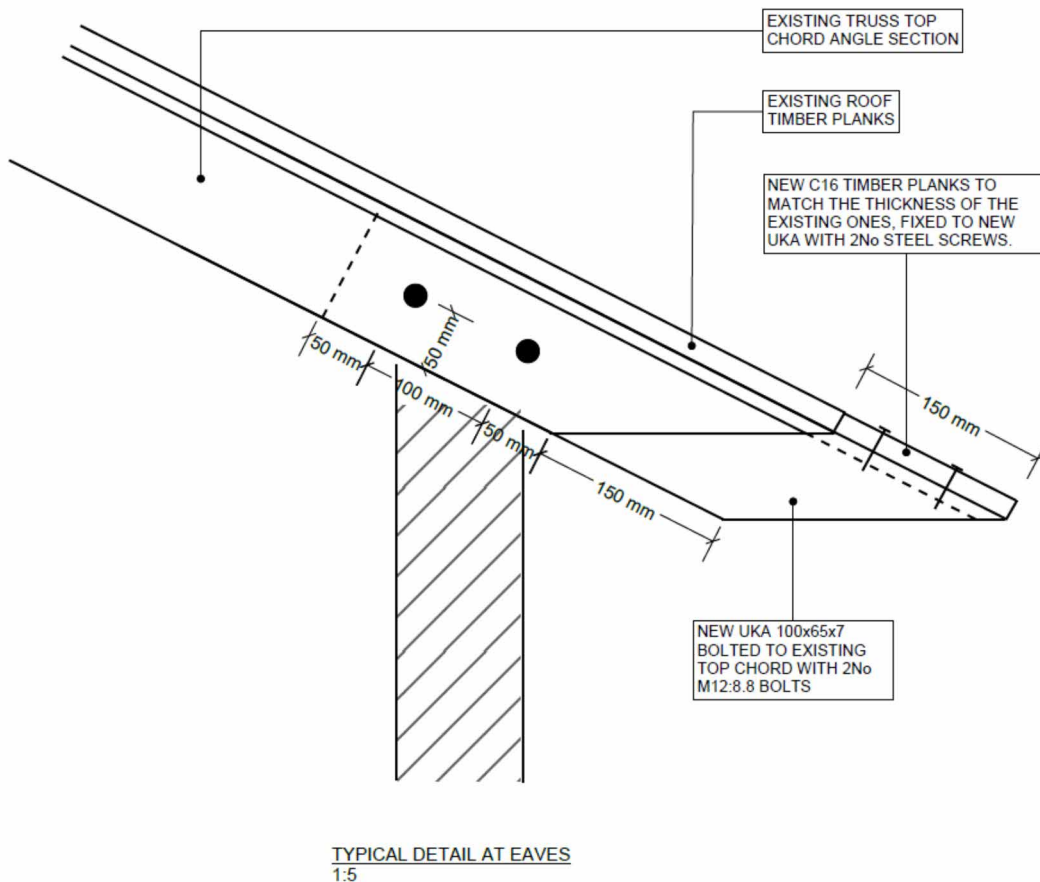 EXISTING TRUSS TOP
CHORD ANGLE SECTION
EXISTING ROOF
TIMBER PLANKS
NEW C16 TIMBER PLANKS TO
MATCH THE THICKNESS OF THE
EXISTING ONES, FIXED TO NEW
UKA WITH 2No STEEL SCREWS.
50 mm
100 mm
50 mm
50 mm
150 mm
150 mm
NEW UKA 100x65x7
BOLTED TO EXISTING
TOP CHORD WITH 2No
M12:8.8 BOLTS
TYPICAL DETAIL AT EAVES
1:5